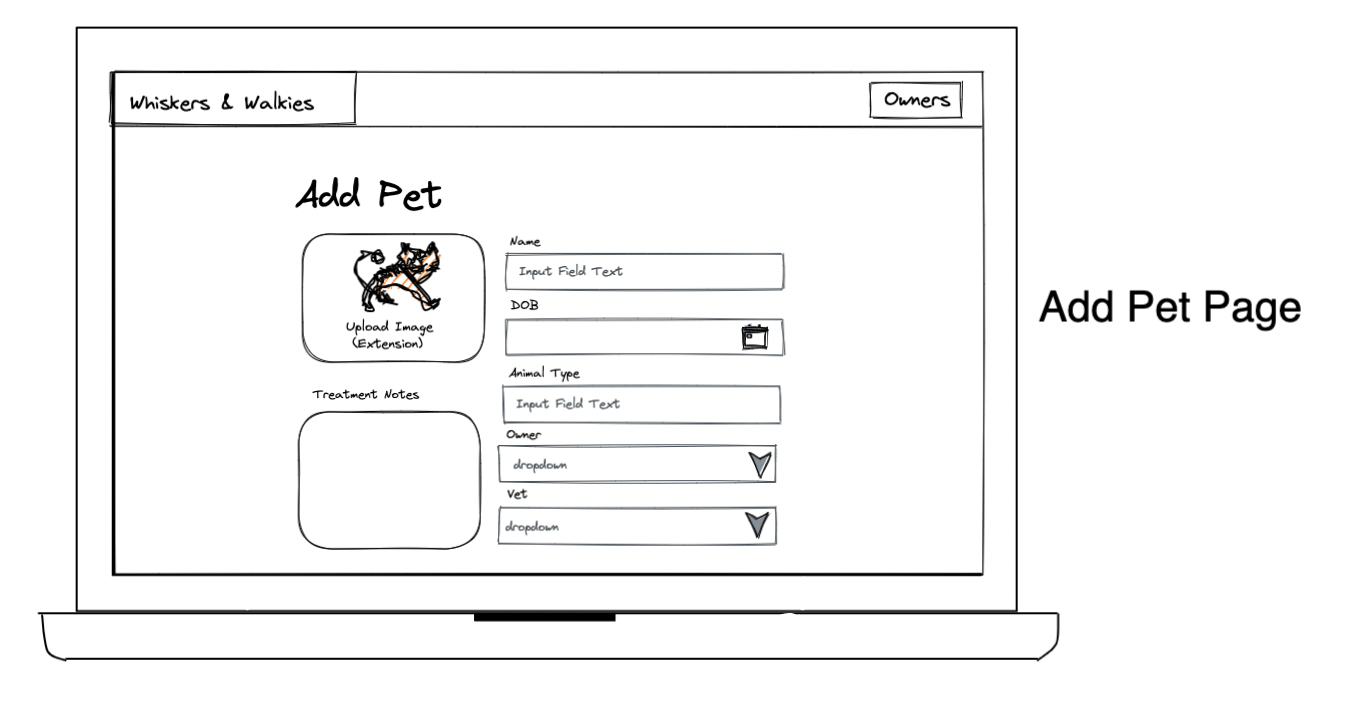 Whiskers & Walkies
Owners
Add Pet
Upload Image
(Extension)
Treatment Notes
Name
Input Field Text
DOB
Animal Type
Input Field Text
Owner
dropdown
Vet
dropdown
Add Pet Page